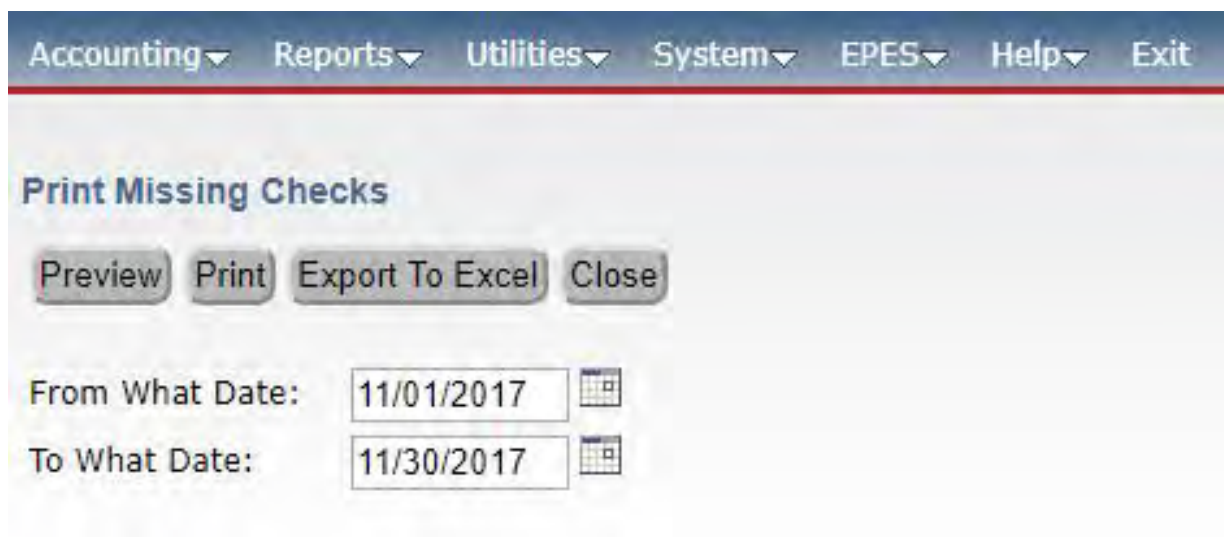 Accounting Reports Utilities System EPES Help Exit
Print Missing Checks
Preview Print Export To Excel Close
From What Date: 11/01/2017
To What Date: 11/30/2017